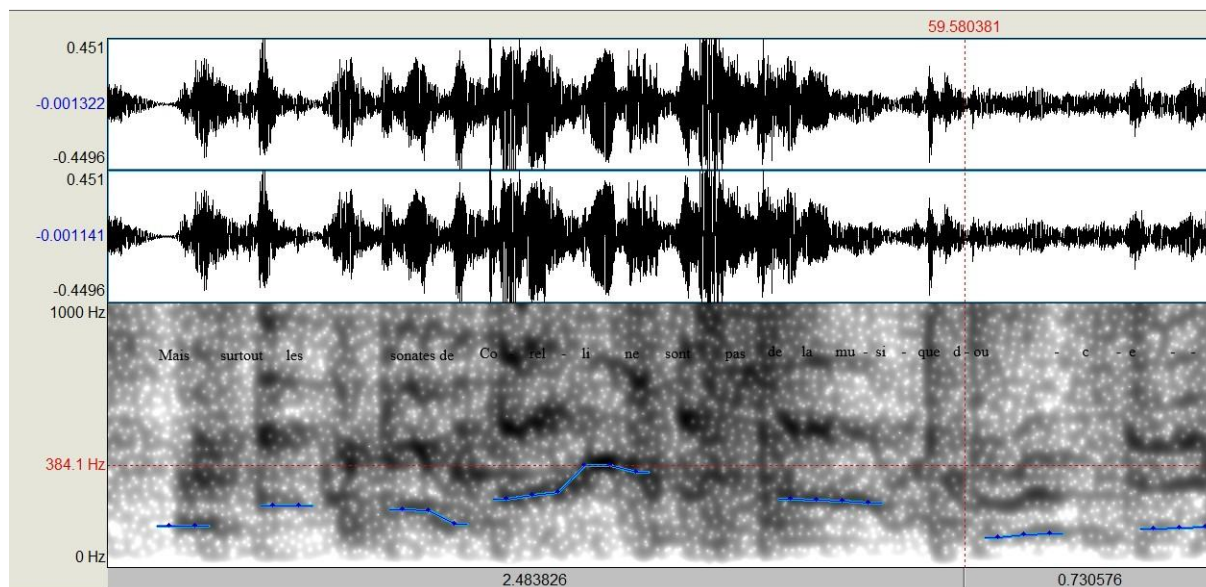 59.580381
0.451
-0.001322
-0.4496
0.451
-0.001141
-0.4496
1000 Hz
Mais surtout les sonates de Co rel - li ne sont pas de la mu - si - que d - ou - c - e - -
384.1 Hz
0 Hz
2.483826 0.730576